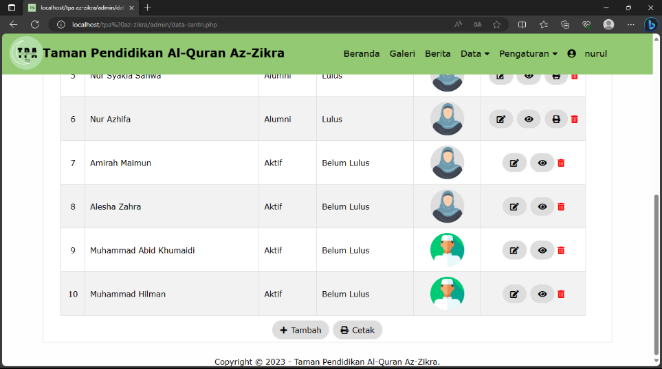 localhost/tpa az-zikra/admin/dat
localhost/tpa%20az-zikra/admin/data-santri.php
TPA
Taman Pendidikan Al-Quran Az-Zikra
Beranda Galeri Berita Data Pengaturan nurul
5 Nur Syakia Salwa Alumni Lulus
6 Nur Azhifa Alumni Lulus
7 Amirah Maimun Aktif Belum Lulus
8 Alesha Zahra Aktif Belum Lulus
9 Muhammad Abid Khumaidi Aktif Belum Lulus
10 Muhammad Hilman Aktif Belum Lulus
+ Tambah Cetak
Copyright © 2023 - Taman Pendidikan Al-Quran Az-Zikra.